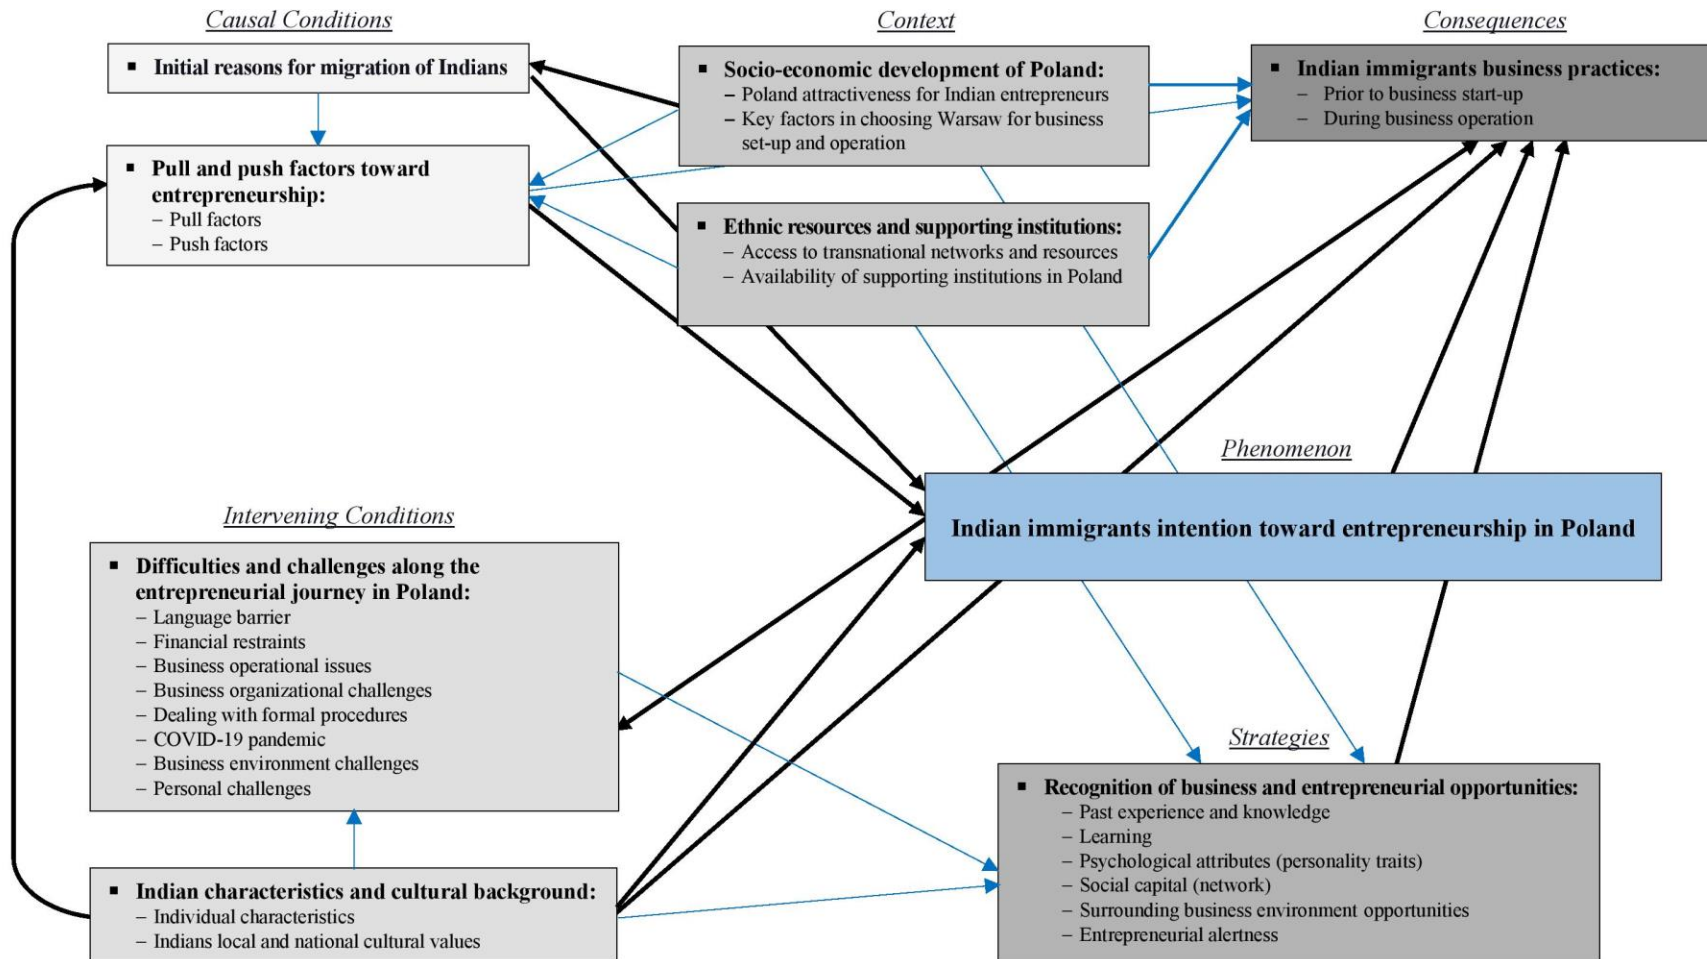 Causal Conditions
▪ Initial reasons for migration of Indians
▪ Pull and push factors toward
entrepreneurship:
– Pull factors
– Push factors
Context
▪ Socio-economic development of Poland:
– Poland attractiveness for Indian entrepreneurs
– Key factors in choosing Warsaw for business
set-up and operation
▪ Ethnic resources and supporting institutions:
– Access to transnational networks and resources
– Availability of supporting institutions in Poland
Consequences
▪ Indian immigrants business practices:
– Prior to business start-up
– During business operation
Phenomenon
Indian immigrants intention toward entrepreneurship in Poland
Intervening Conditions
▪ Difficulties and challenges along the
entrepreneurial journey in Poland:
– Language barrier
– Financial restraints
– Business operational issues
– Business organizational challenges
– Dealing with formal procedures
– COVID-19 pandemic
– Business environment challenges
– Personal challenges
▪ Indian characteristics and cultural background:
– Individual characteristics
– Indians local and national cultural values
Strategies
▪ Recognition of business and entrepreneurial opportunities:
– Past experience and knowledge
– Learning
– Psychological attributes (personality traits)
– Social capital (network)
– Surrounding business environment opportunities
– Entrepreneurial alertness